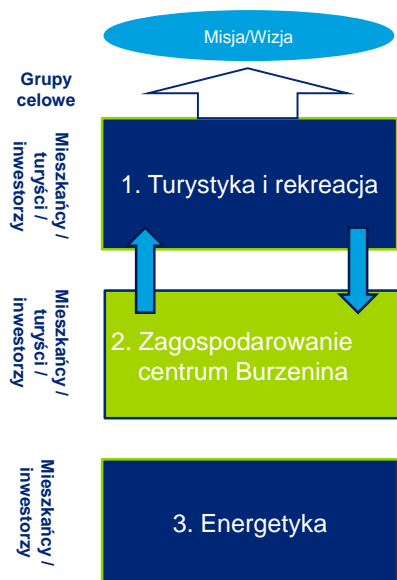 Misja/Wizja
Grupy
celowe
Mieszkańcy /
turyści /
inwestorzy
1. Turystyka i rekreacja
Mieszkańcy /
turyści /
inwestorzy
2. Zagospodarowanie
centrum Burzenina
Mieszkańcy /
inwestorzy
3. Energetyka